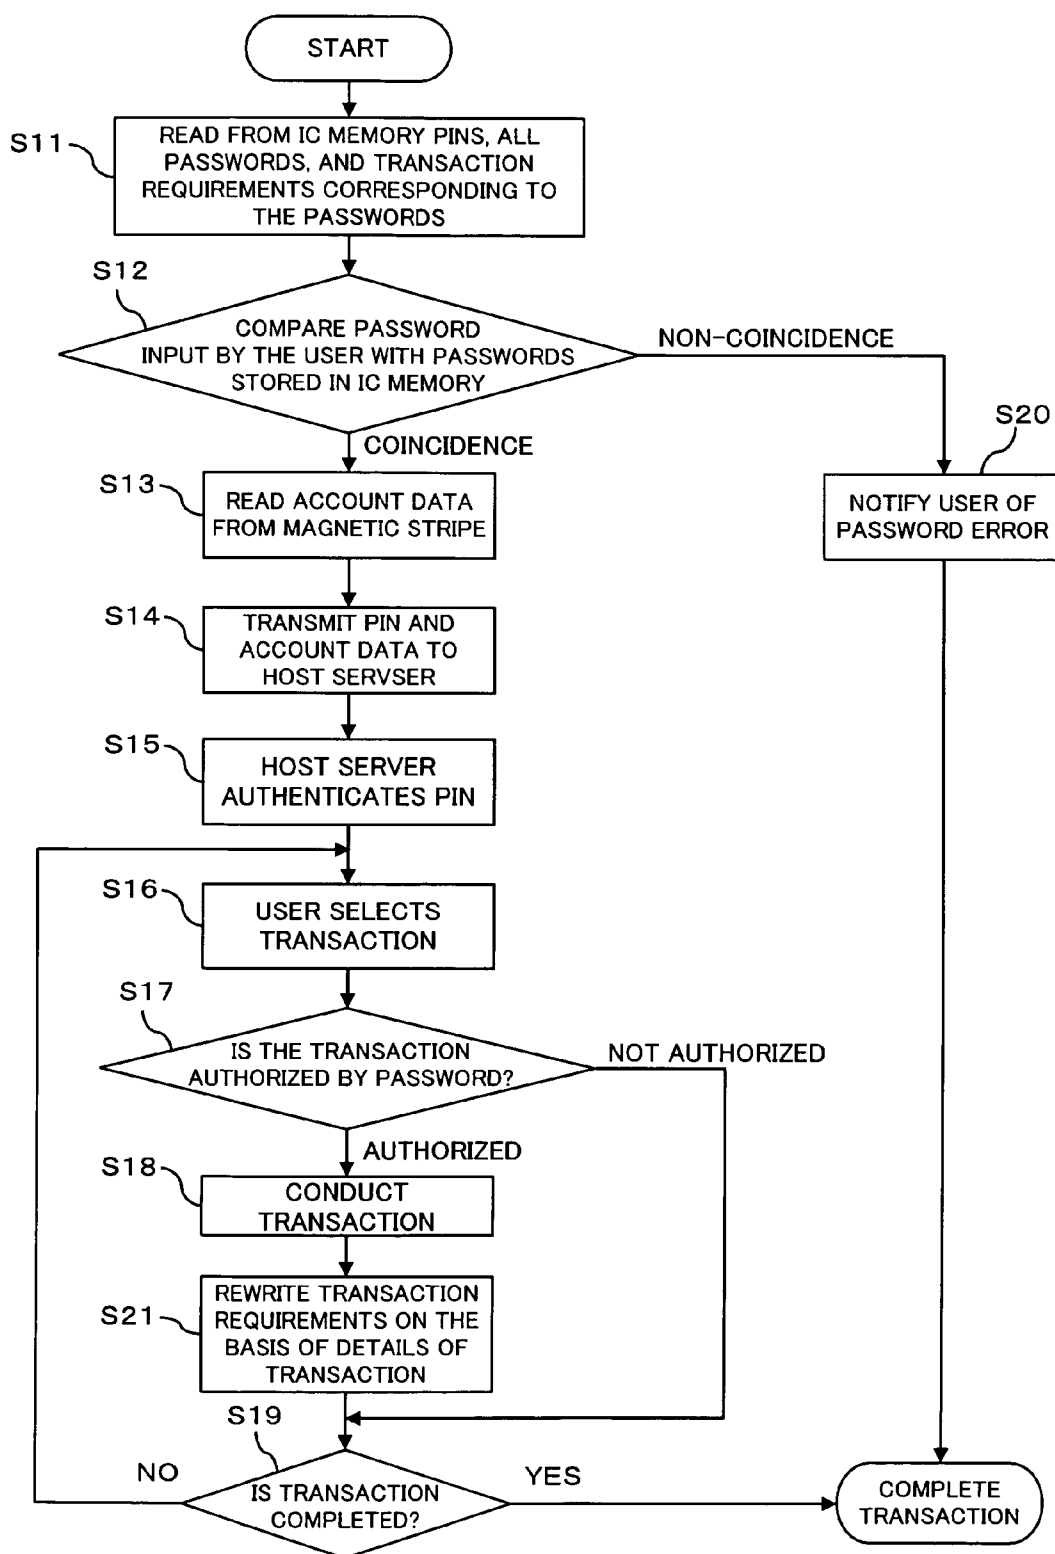 START
S11
READ FROM IC MEMORY PINS, ALL
PASSWORDS, AND TRANSACTION
REQUIREMENTS CORRESPONDING TO
THE PASSWORDS
S12
COMPARE PASSWORD
INPUT BY THE USER WITH PASSWORDS
STORED IN IC MEMORY
NON-COINCIDENCE
COINCIDENCE
S20
NOTIFY USER OF
PASSWORD ERROR
S13
READ ACCOUNT DATA
FROM MAGNETIC STRIPE
S14
TRANSMIT PIN AND
ACCOUNT DATA TO
HOST SERVSER
S15
HOST SERVER
AUTHENTICATES PIN
S16
USER SELECTS
TRANSACTION
S17
IS THE TRANSACTION
AUTHORIZED BY PASSWORD?
NOT AUTHORIZED
AUTHORIZED
S18
CONDUCT
TRANSACTION
S21
REWRITE TRANSACTION
REQUIREMENTS ON THE
BASIS OF DETAILS OF
TRANSACTION
S19
NO
IS TRANSACTION
COMPLETED?
YES
COMPLETE
TRANSACTION